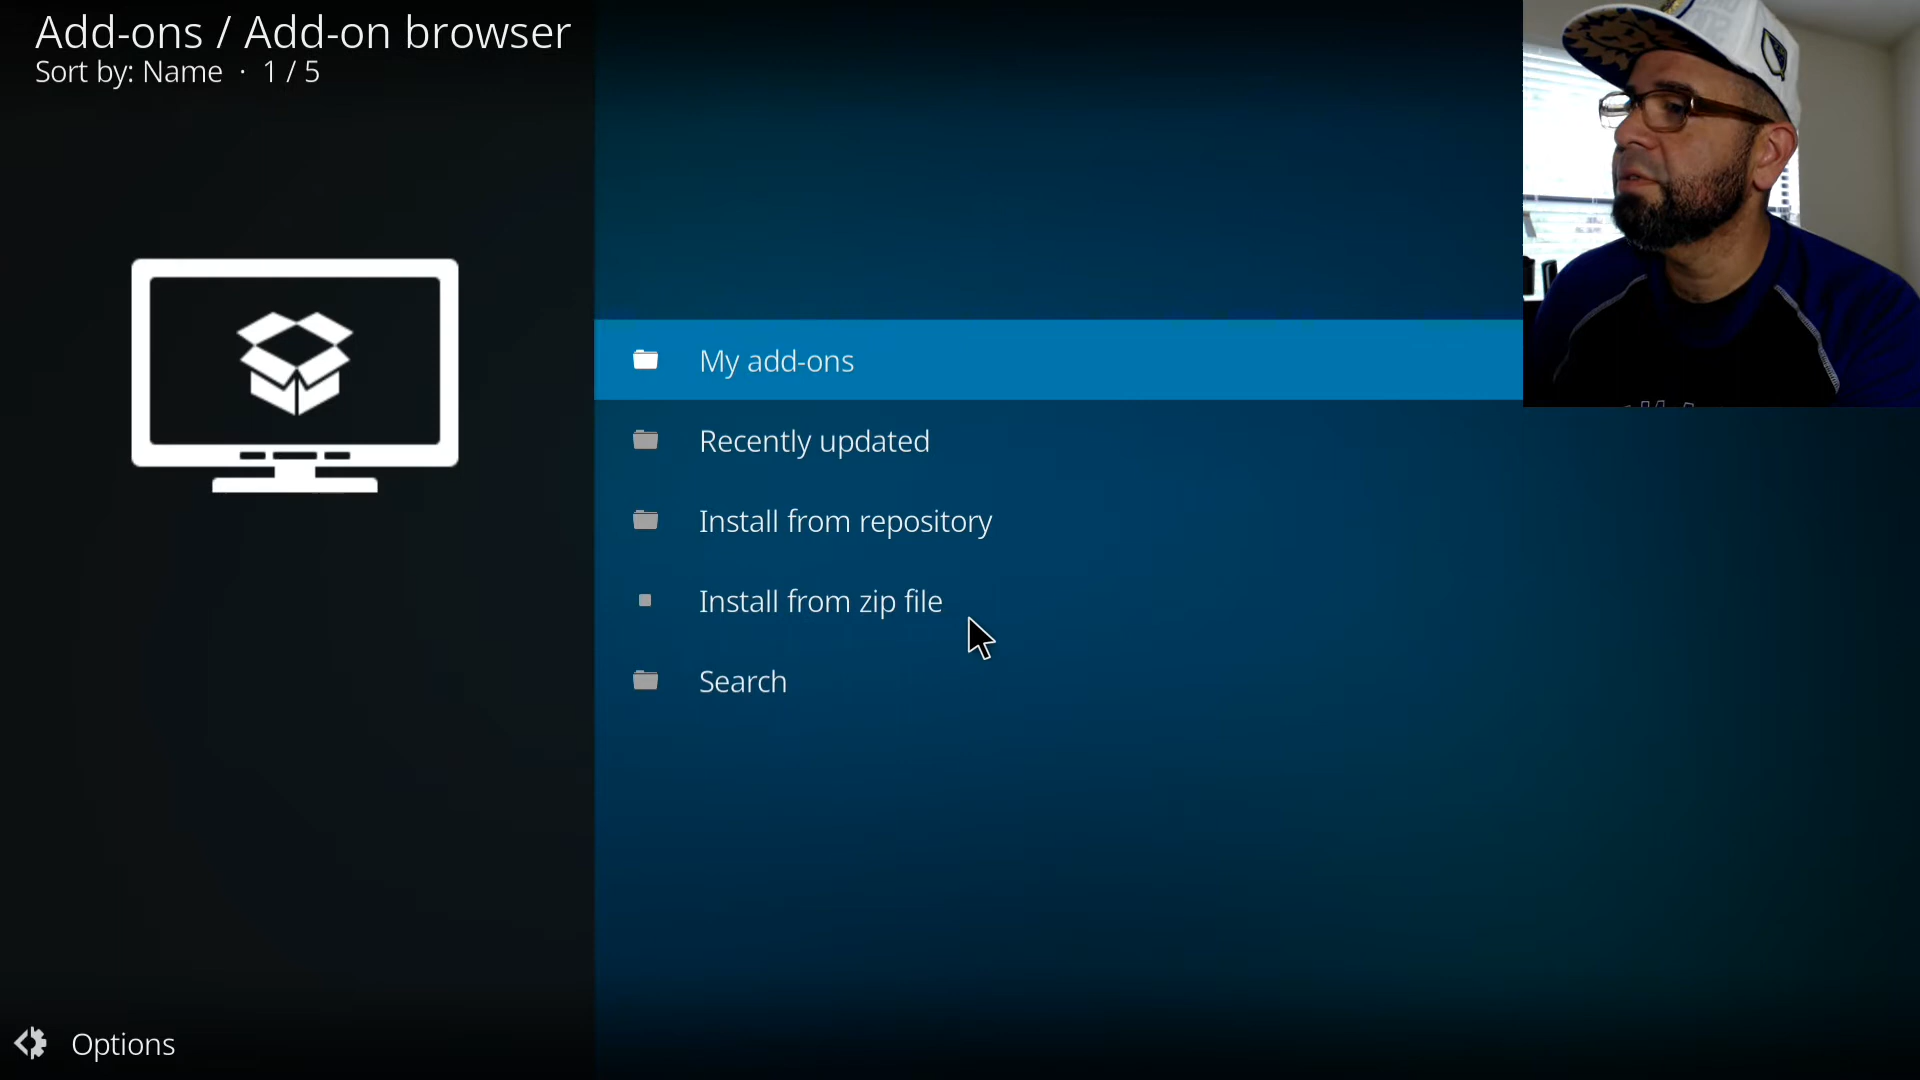 Add-ons / Add-on browser
Sort by: Name · 1 / 5
My add-ons
Recently updated
Install from repository
Install from zip file
Search
Options